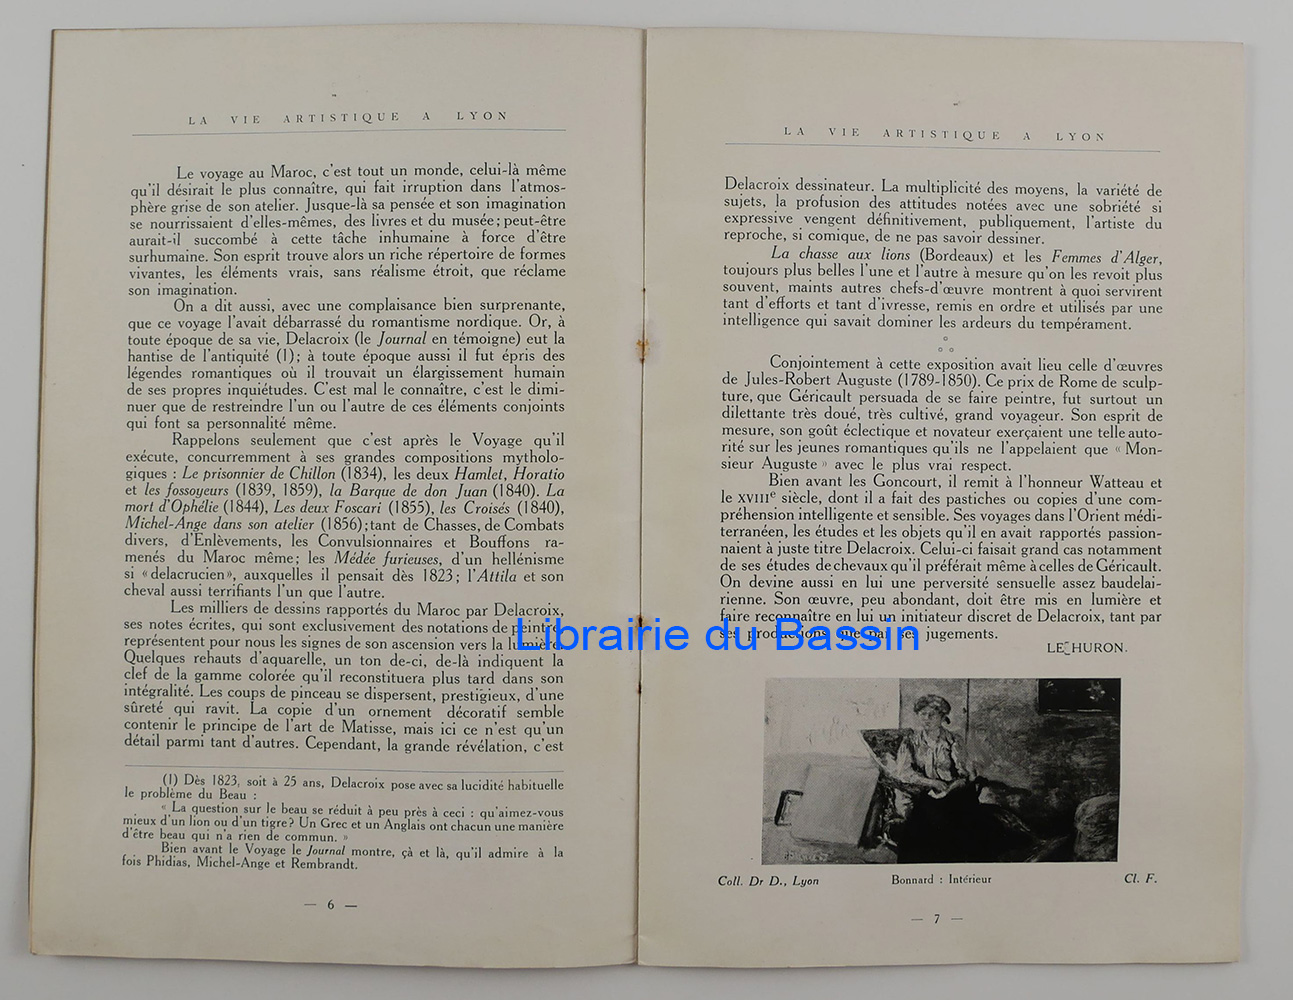 LA VIE ARTISTIQUE A LYON
Le voyage au Maroc, c'est tout un monde, celui-là même
qu'il désirait le plus connaître, qui fait irruption dans l'atmos-
phère grise de son atelier. Jusque-là sa pensée et son imagination
se nourrissaient d'elles-mêmes, des livres et du musée; peut-être
aurait-il succombé à cette tâche inhumaine à force d'être
surhumaine. Son esprit trouve alors un riche répertoire de formes
vivantes, les éléments vrais, sans réalisme étroit, que réclame
son imagination.
On a dit aussi, avec une complaisance bien surprenante,
que ce voyage l'avait débarrassé du romantisme nordique. Or, à
toute époque de sa vie, Delacroix (le Journal en témoigne) eut la
hantise de l'antiquité (1); à toute époque aussi il fut épris des
légendes romantiques où il trouvait un élargissement humain
de ses propres inquiétudes. C'est mal le connaître, c'est le dimi-
nuer que de restreindre l'un ou l'autre de ces éléments conjoints
qui font sa personnalité même.
Rappelons seulement que c'est après le Voyage qu'il
exécute, concurremment à ses grandes compositions mytholo-
giques : Le prisonnier de Chillon (1834), les deux Hamlet, Horatio
et les fossoyeurs (1839, 1859), la Barque de don Juan (1840). La
mort d'Ophélie (1844), Les deux Foscari (1855), les Croisés (1840),
Michel-Ange dans son atelier (1856); tant de Chasses, de Combats
divers, d'Enlèvements, les Convulsionnaires et Bouffons ra-
menés du Maroc même; les Médée furieuses, d'un hellénisme
si «delacrucien», auxquelles il pensait dès 1823; l'Attila et son
cheval aussi terrifiants l'un que l'autre.
Les milliers de dessins rapportés du Maroc par Delacroix,
ses notes écrites, qui sont exclusivement des notations de peintre
représentent pour nous les signes de son ascension vers la lumière.
Quelques rehauts d'aquarelle, un ton de-ci, de-là indiquent la
clef de la gamme colorée qu'il reconstituera plus tard dans son
intégralité. Les coups de pinceau se dispersent, prestigieux, d'une
sûreté qui ravit. La copie d'un ornement décoratif semble
contenir le principe de l'art de Matisse, mais ici ce n'est qu'un
détail parmi tant d'autres. Cependant, la grande révélation, c'est
(1) Dès 1823, soit à 25 ans, Delacroix pose avec sa lucidité habituelle
le problème du Beau :
« La question sur le beau se réduit à peu près à ceci : qu'aimez-vous
mieux d'un lion ou d'un tigre? Un Grec et un Anglais ont chacun une manière
d'être beau qui n'a rien de commun. »
Bien avant le Voyage le Journal montre, çà et là, qu'il admire à la
fois Phidias, Michel-Ange et Rembrandt.
— 6 —
LA VIE ARTISTIQUE A LYON
Delacroix dessinateur. La multiplicité des moyens, la variété de
sujets, la profusion des attitudes notées avec une sobriété si
expressive vengent définitivement, publiquement, l'artiste du
reproche, si comique, de ne pas savoir dessiner.
La chasse aux lions (Bordeaux) et les Femmes d'Alger,
toujours plus belles l'une et l'autre à mesure qu'on les revoit plus
souvent, maints autres chefs-d'œuvre montrent à quoi servirent
tant d'efforts et tant d'ivresse, remis en ordre et utilisés par une
intelligence qui savait dominer les ardeurs du tempérament.
Conjointement à cette exposition avait lieu celle d'œuvres
de Jules-Robert Auguste (1789-1850). Ce prix de Rome de sculp-
ture, que Géricault persuada de se faire peintre, fut surtout un
dilettante très doué, très cultivé, grand voyageur. Son esprit de
mesure, son goût éclectique et novateur exerçaient une telle auto-
rité sur les jeunes romantiques qu'ils ne l'appelaient que « Mon-
sieur Auguste » avec le plus vrai respect.
Bien avant les Goncourt, il remit à l'honneur Watteau et
le XVIIIe siècle, dont il a fait des pastiches ou copies d'une com-
préhension intelligente et sensible. Ses voyages dans l'Orient médi-
terranéen, les études et les objets qu'il en avait rapportés passion-
naient à juste titre Delacroix. Celui-ci faisait grand cas notamment
de ses études de chevaux qu'il préférait même à celles de Géricault.
On devine aussi en lui une perversité sensuelle assez baudelai-
rienne. Son œuvre, peu abondant, doit être mis en lumière et
faire reconnaître en lui un initiateur discret de Delacroix, tant par
ses productions que par ses jugements.
LE HURON.
Coll. Dr D., Lyon Bonnard : Intérieur Cl. F.
— 7 —
Librairie du Bassin